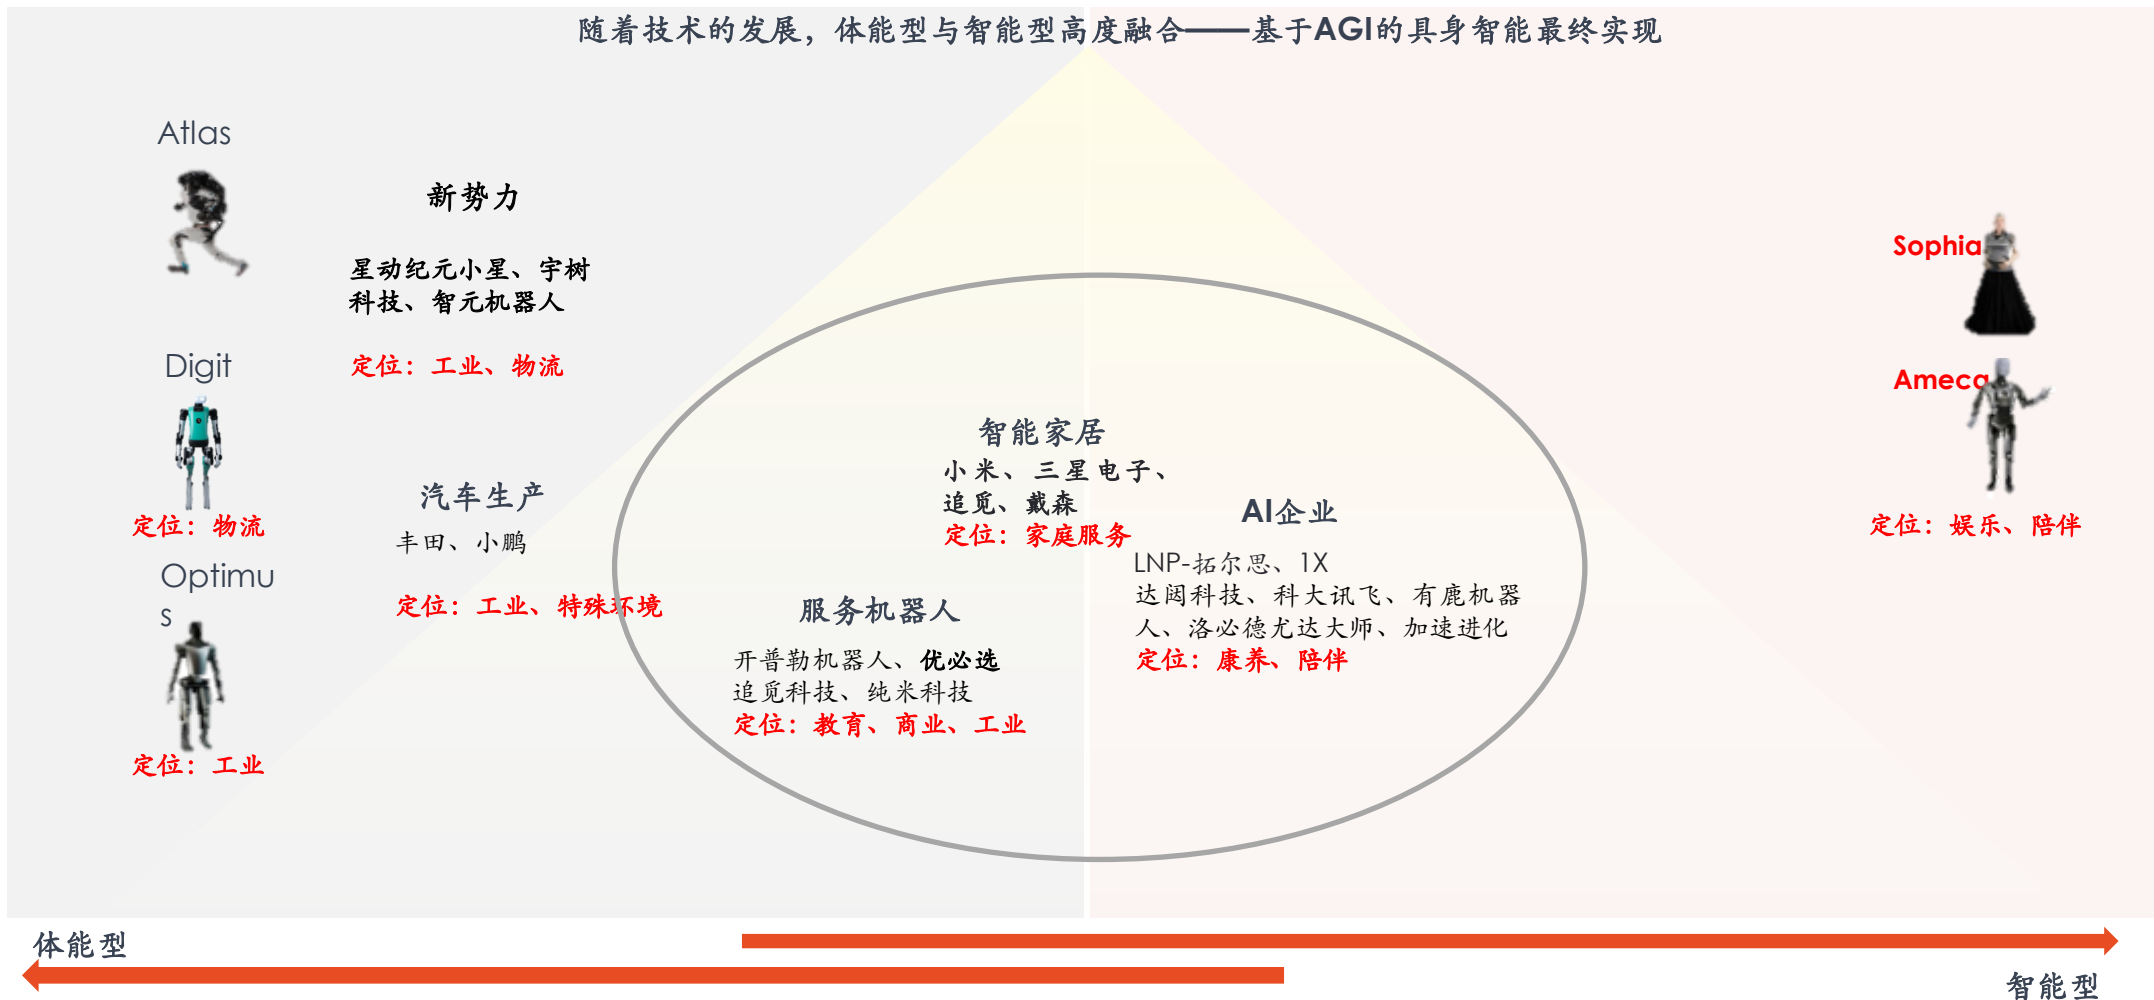 随着技术的发展，体能型与智能型高度融合——基于AGI的具身智能最终实现
Atlas
新势力
星动纪元小星、宇树
科技、智元机器人
定位：工业、物流
Digit
定位：物流
汽车生产
丰田、小鹏
定位：工业、特殊环境
Optimu
s
定位：工业
智能家居
小米、三星电子、
追觅、戴森
定位：家庭服务
服务机器人
开普勒机器人、优必选
追觅科技、纯米科技
定位：教育、商业、工业
AI企业
LNP-拓尔思、1X
达闼科技、科大讯飞、有鹿机器
人、洛必德尤达大师、加速进化
定位：康养、陪伴
Sophia
Ameca
定位：娱乐、陪伴
体能型
智能型